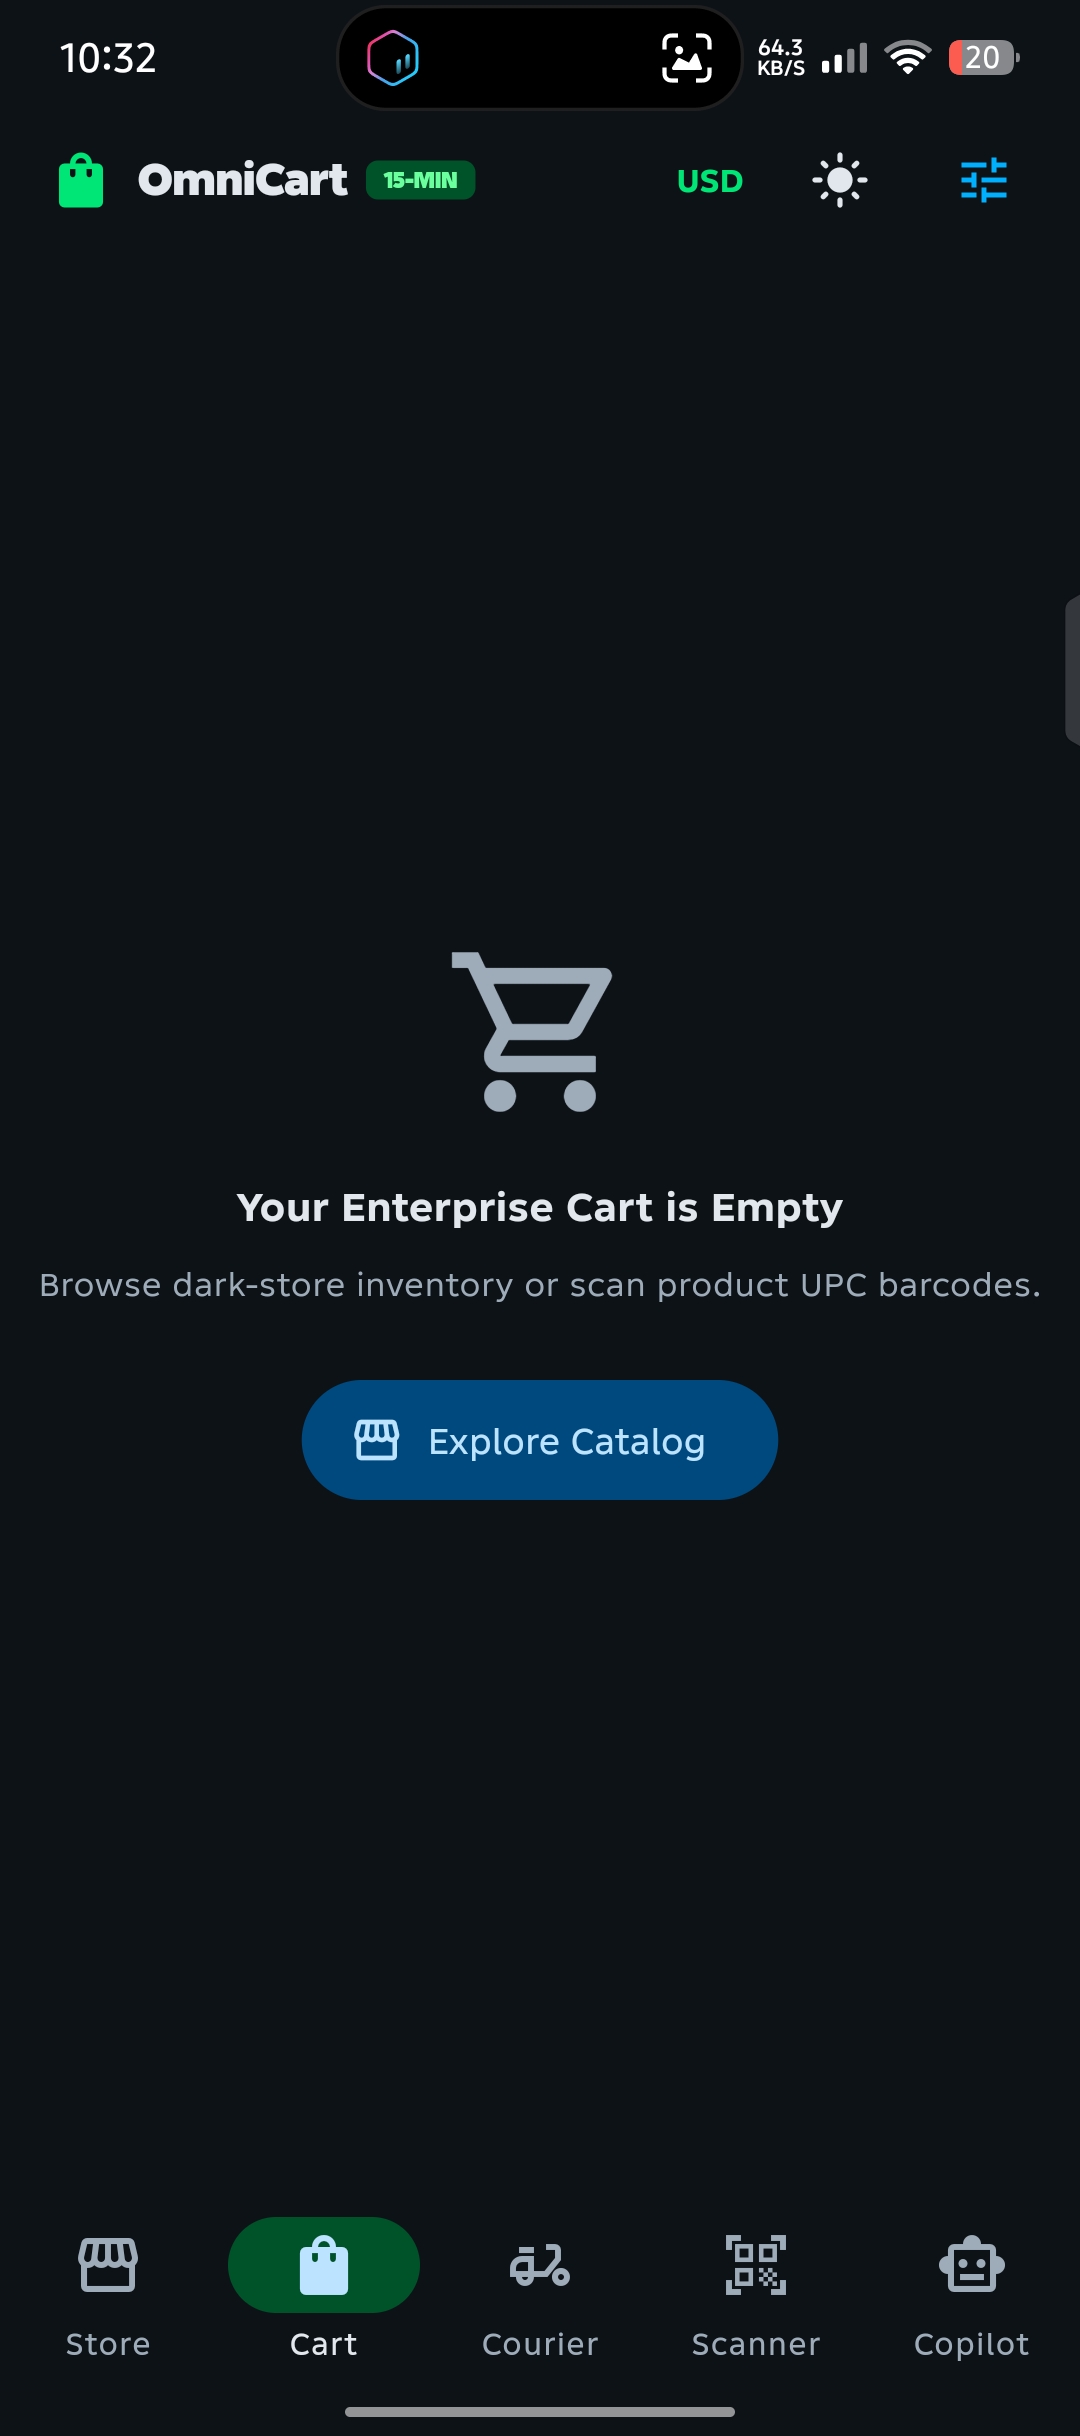 10:32
64.3
KB/S
20
OmniCart 15-MIN USD
Your Enterprise Cart is Empty
Browse dark-store inventory or scan product UPC barcodes.
Explore Catalog
Store Cart Courier Scanner Copilot